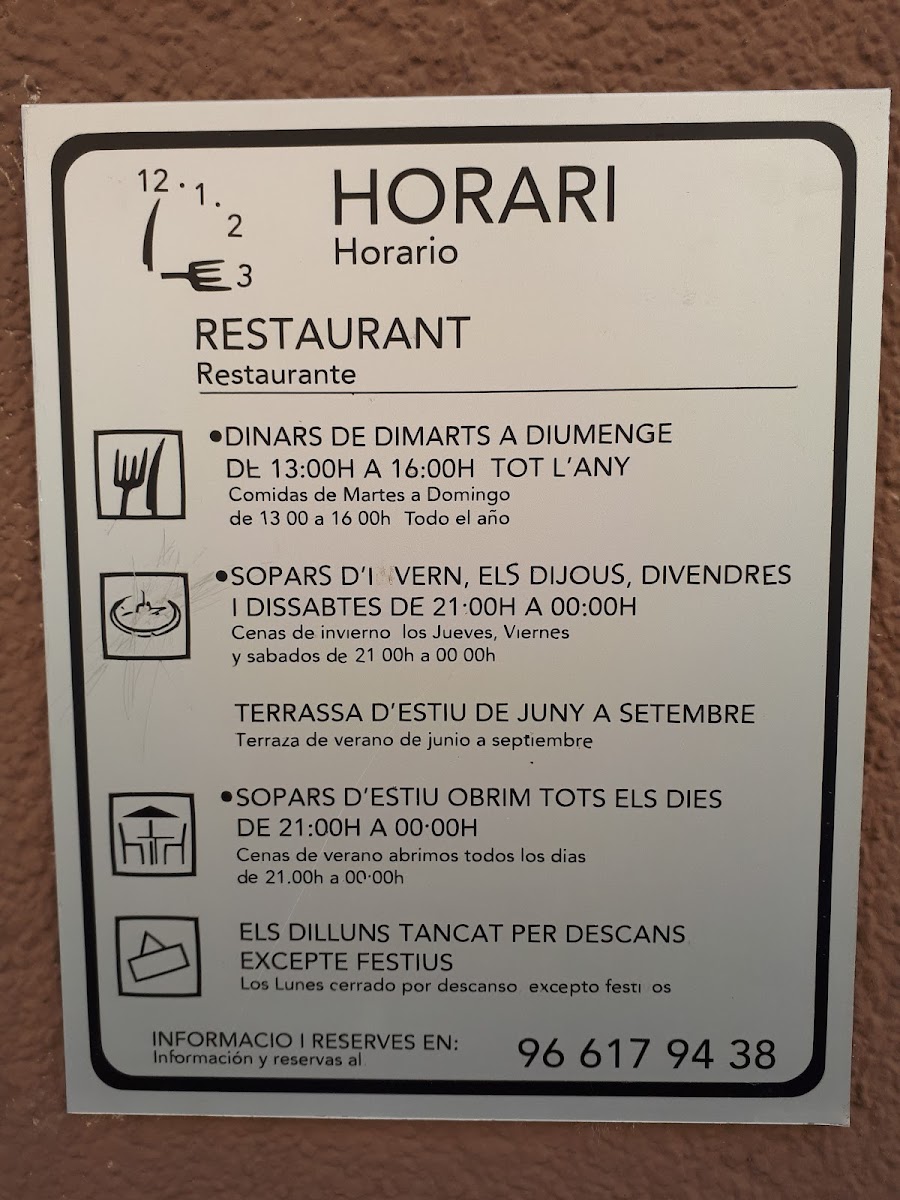 12 · 1 .
2
3
HORARI
Horario
RESTAURANT
Restaurante
•DINARS DE DIMARTS A DIUMENGE
DE 13:00H A 16:00H TOT L'ANY
Comidas de Martes a Domingo
de 13 00 a 16 00h Todo el año
•SOPARS D'I VERN, ELS DIJOUS, DIVENDRES
I DISSABTES DE 21:00H A 00:00H
Cenas de invierno los Jueves, Viernes
y sabados de 21 00h a 00 00h
TERRASSA D'ESTIU DE JUNY A SETEMBRE
Terraza de verano de junio a septiembre
•SOPARS D'ESTIU OBRIM TOTS ELS DIES
DE 21:00H A 00·00H
Cenas de verano abrimos todos los dias
de 21.00h a 00·00h
ELS DILLUNS TANCAT PER DESCANS
EXCEPTE FESTIUS
Los Lunes cerrado por descanso excepto festi os
INFORMACIO I RESERVES EN:
Información y reservas al
96 617 94 38